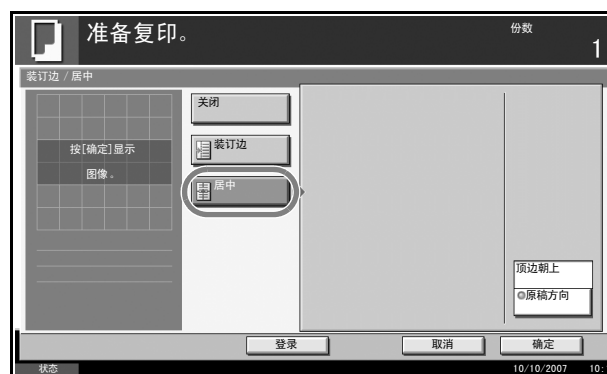 准备复印。
份数
1
装订边 / 居中
关闭
按[确定]显示
图像。
装订边
居中
顶边朝上
原稿方向
登录
取消
确定
状态
10/10/2007 10: